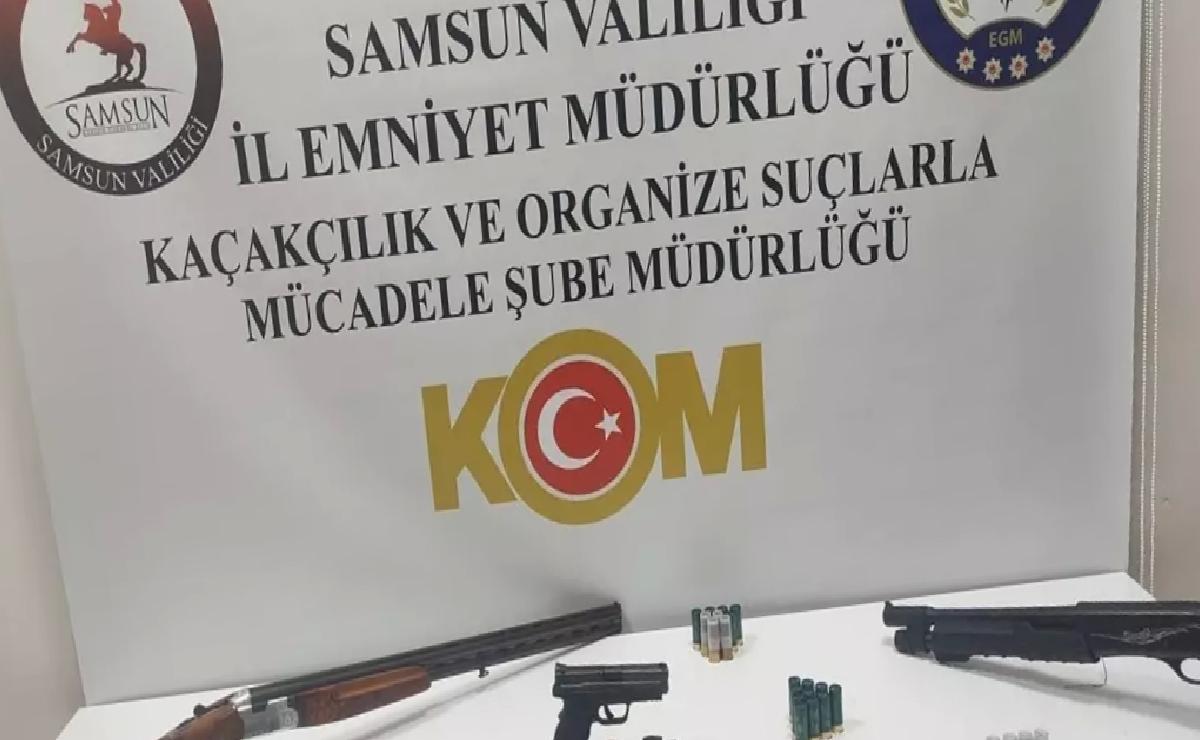 SAMSUN VALİLİĞİ
İL EMNİYET MÜDÜRLÜĞÜ
KAÇAKÇILIK VE ORGANİZE SUÇLARLA
MÜCADELE ŞUBE MÜDÜRLÜĞÜ
KOM
SAMSUN
SAMSUN VALİLİĞİ
EGM